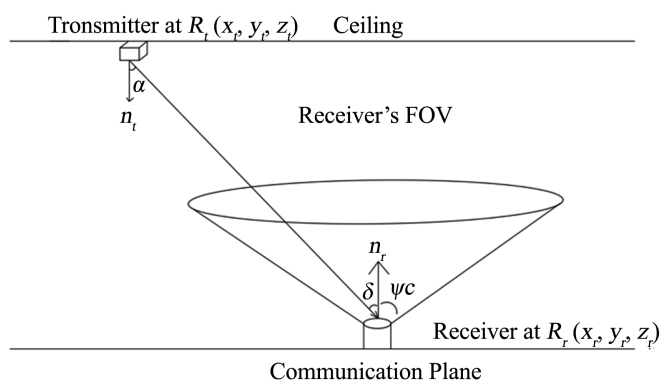 Tronsmitter at Rt (xt, yt, zt) Ceiling
α
nt
Receiver's FOV
nr
δ ψc
Receiver at Rr (xr, yr, zr)
Communication Plane